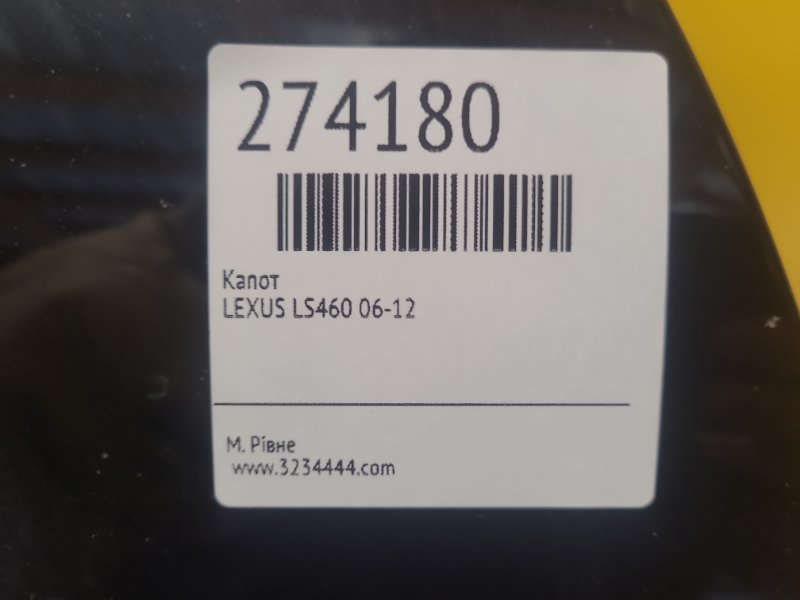 274180
Капот
LEXUS LS460 06-12
М. Рівне
www.3234444.com